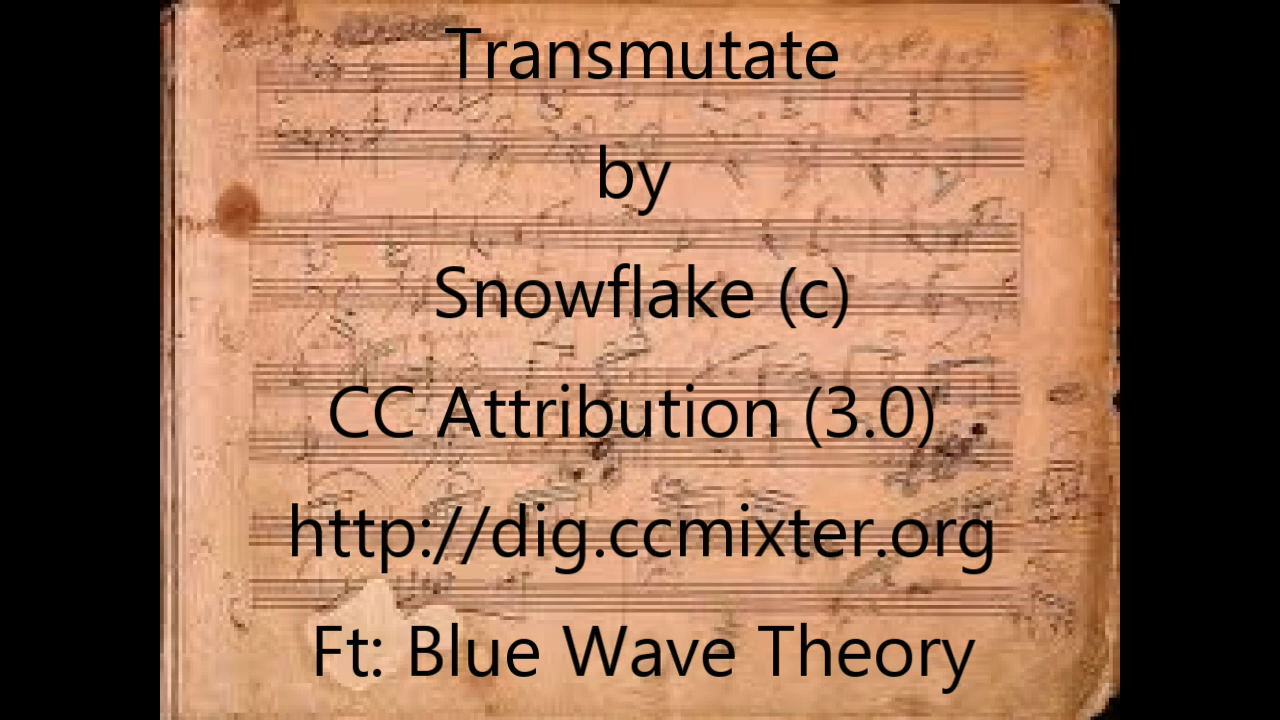 Transmutate
by
Snowflake (c)
CC Attribution (3.0)
http://dig.ccmixter.org
Ft: Blue Wave Theory